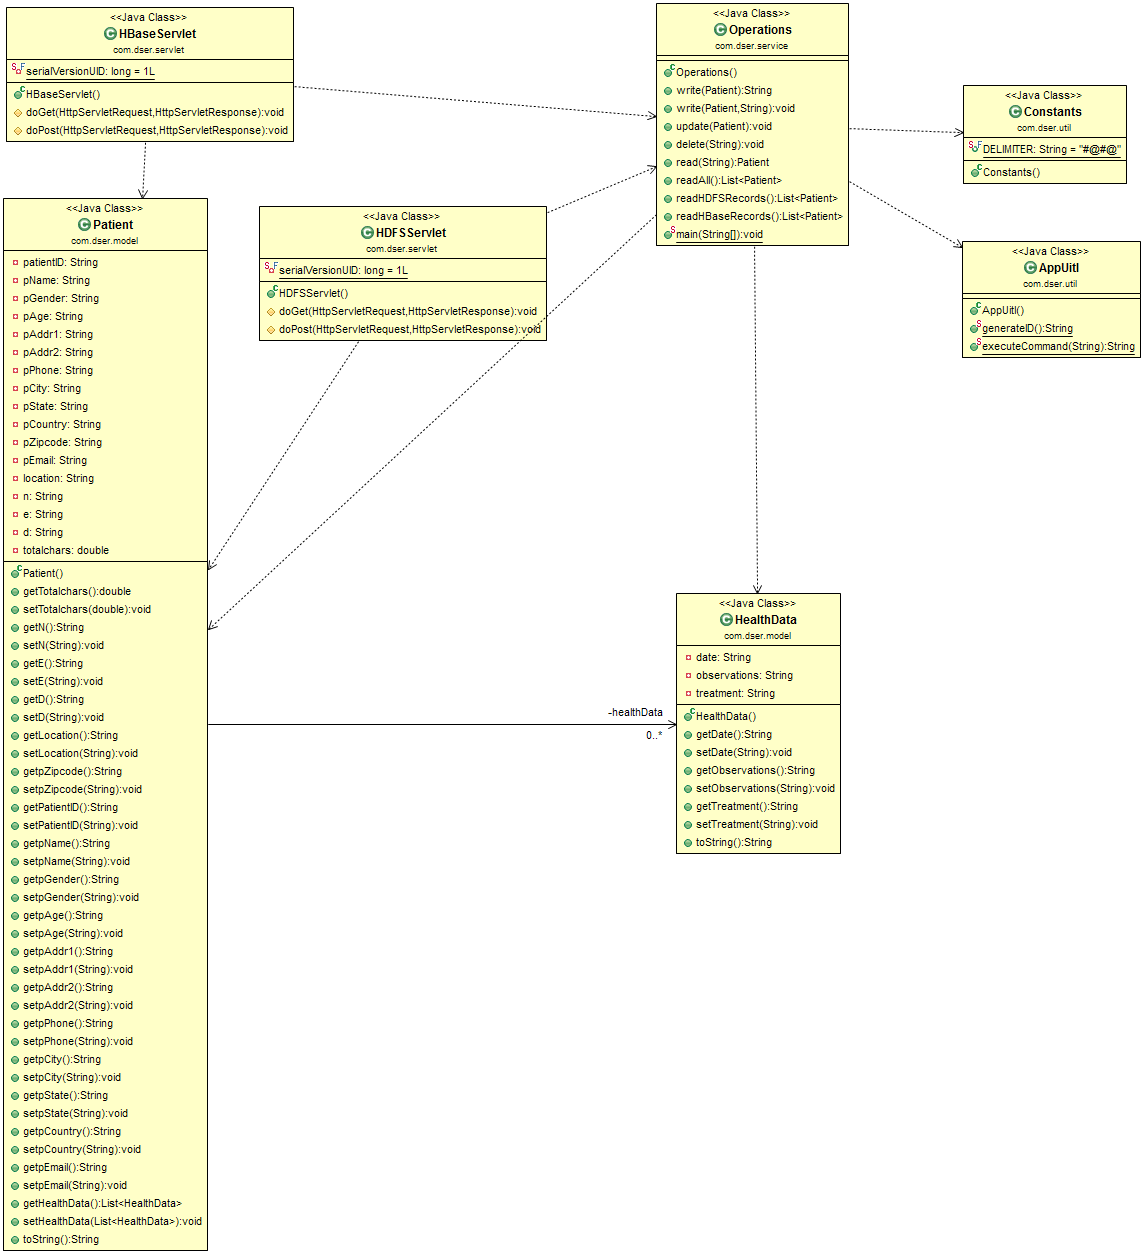 <<Java Class>>
HBaseServlet
com.dser.servlet
serialVersionUID: long = 1L
HBaseServlet()
doGet(HttpServletRequest,HttpServletResponse):void
doPost(HttpServletRequest,HttpServletResponse):void
<<Java Class>>
Operations
com.dser.service
Operations()
write(Patient):String
write(Patient,String):void
update(Patient):void
delete(String):void
read(String):Patient
readAll():List<Patient>
readHDFSRecords():List<Patient>
readHBaseRecords():List<Patient>
main(String[]):void
<<Java Class>>
Constants
com.dser.util
DELIMITER: String = "#@#@"
Constants()
<<Java Class>>
AppUitl
com.dser.util
AppUitl()
generateID():String
executeCommand(String):String
<<Java Class>>
HDFSServlet
com.dser.servlet
serialVersionUID: long = 1L
HDFSServlet()
doGet(HttpServletRequest,HttpServletResponse):void
doPost(HttpServletRequest,HttpServletResponse):void
<<Java Class>>
Patient
com.dser.model
patientID: String
pName: String
pGender: String
pAge: String
pAddr1: String
pAddr2: String
pPhone: String
pCity: String
pState: String
pCountry: String
pZipcode: String
pEmail: String
location: String
n: String
e: String
d: String
totalchars: double
Patient()
getTotalchars():double
setTotalchars(double):void
getN():String
setN(String):void
getE():String
setE(String):void
getD():String
setD(String):void
getLocation():String
setLocation(String):void
getpZipcode():String
setpZipcode(String):void
getPatientID():String
setPatientID(String):void
getpName():String
setpName(String):void
getpGender():String
setpGender(String):void
getpAge():String
setpAge(String):void
getpAddr1():String
setpAddr1(String):void
getpAddr2():String
setpAddr2(String):void
getpPhone():String
setpPhone(String):void
getpCity():String
setpCity(String):void
getpState():String
setpState(String):void
getpCountry():String
setpCountry(String):void
getpEmail():String
setpEmail(String):void
getHealthData():List<HealthData>
setHealthData(List<HealthData>):void
toString():String
-healthData
0..*
<<Java Class>>
HealthData
com.dser.model
date: String
observations: String
treatment: String
HealthData()
getDate():String
setDate(String):void
getObservations():String
setObservations(String):void
getTreatment():String
setTreatment(String):void
toString():String